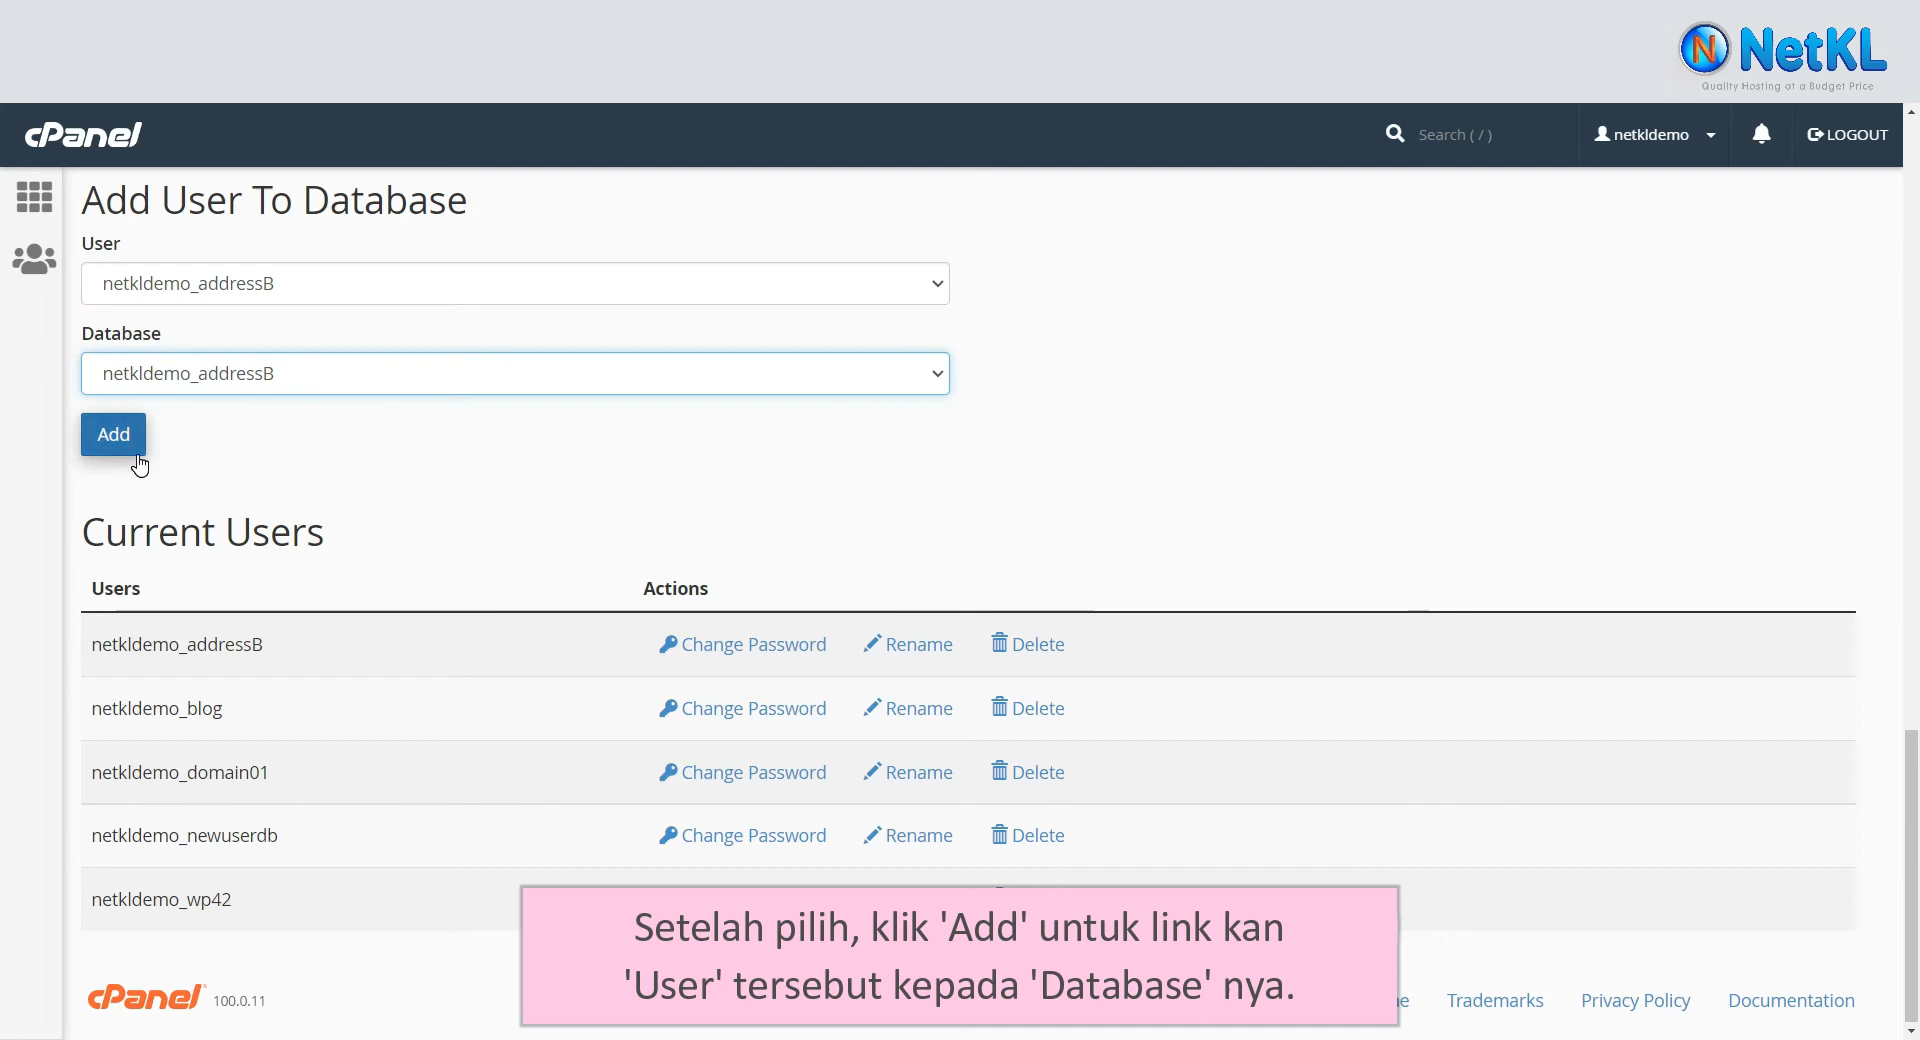 N NetKL
Quality Hosting at a Budget Price
cPanel
Search ( / )
netkldemo
LOGOUT
Add User To Database
User
netkldemo_addressB
Database
netkldemo_addressB
Add
Current Users
Users Actions
netkldemo_addressB Change Password Rename Delete
netkldemo_blog Change Password Rename Delete
netkldemo_domain01 Change Password Rename Delete
netkldemo_newuserdb Change Password Rename Delete
netkldemo_wp42
Setelah pilih, klik 'Add' untuk link kan
'User' tersebut kepada 'Database' nya.
cPanel 100.0.11
Trademarks Privacy Policy Documentation